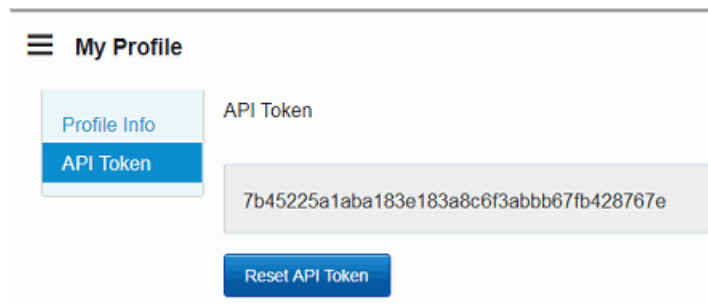 My Profile
Profile Info
API Token
API Token
7b45225a1aba183e183a8c6f3abbb67fb428767e
Reset API Token